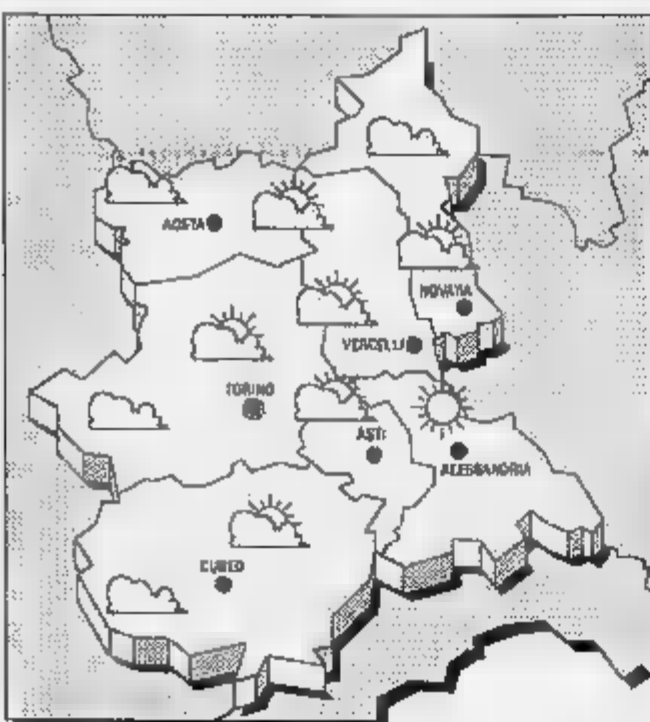 AOSTA
NOVARA
VERCELLI
TORINO
ASTI
ALESSANDRIA
CUNEO